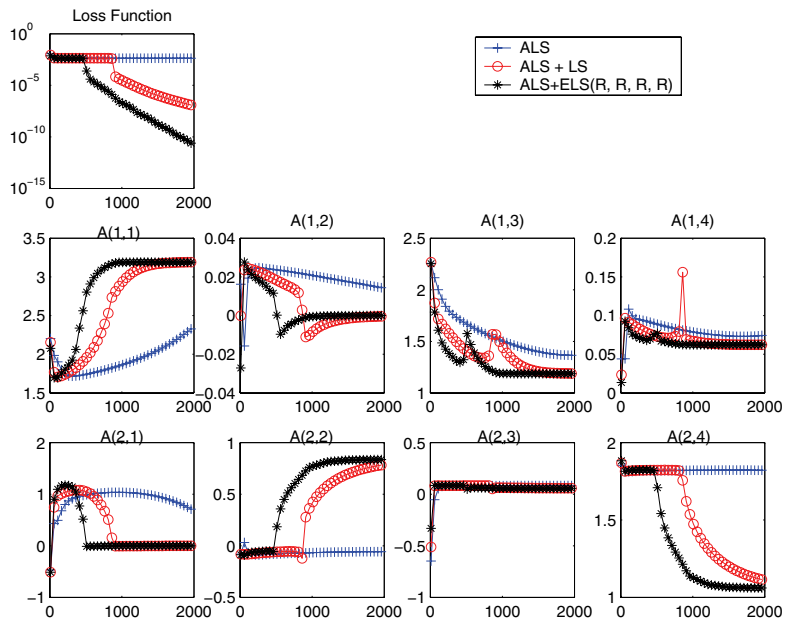 Loss Function
10^0
10^-5
10^-10
10^-15
0 1000 2000
ALS
ALS + LS
ALS+ELS(R, R, R, R)
A(1,1)
3.5
3
2.5
2
1.5
0 1000 2000
A(1,2)
0.04
0.02
0
−0.02
−0.04
0 1000 2000
A(1,3)
2.5
2
1.5
1
0 1000 2000
A(1,4)
0.2
0.15
0.1
0.05
0
0 1000 2000
A(2,1)
2
1
0
−1
0 1000 2000
A(2,2)
1
0.5
0
−0.5
0 1000 2000
A(2,3)
0.5
0
−0.5
−1
0 1000 2000
A(2,4)
2
1.5
1
0 1000 2000